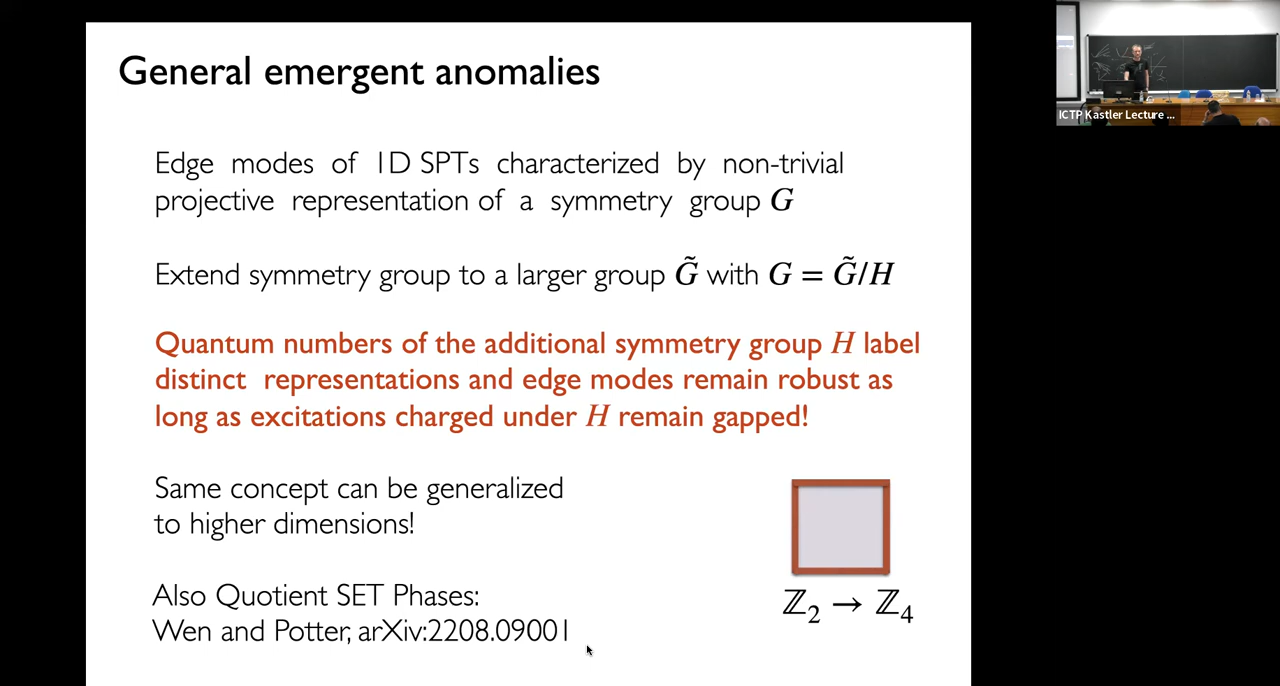 General emergent anomalies
Edge modes of 1D SPTs characterized by non-trivial
projective representation of a symmetry group G
Extend symmetry group to a larger group G̃ with G = G̃/H
Quantum numbers of the additional symmetry group H label
distinct representations and edge modes remain robust as
long as excitations charged under H remain gapped!
Same concept can be generalized
to higher dimensions!
Also Quotient SET Phases:
Wen and Potter, arXiv:2208.09001
ℤ₂ → ℤ₄
ICTP Kastler Lecture ...